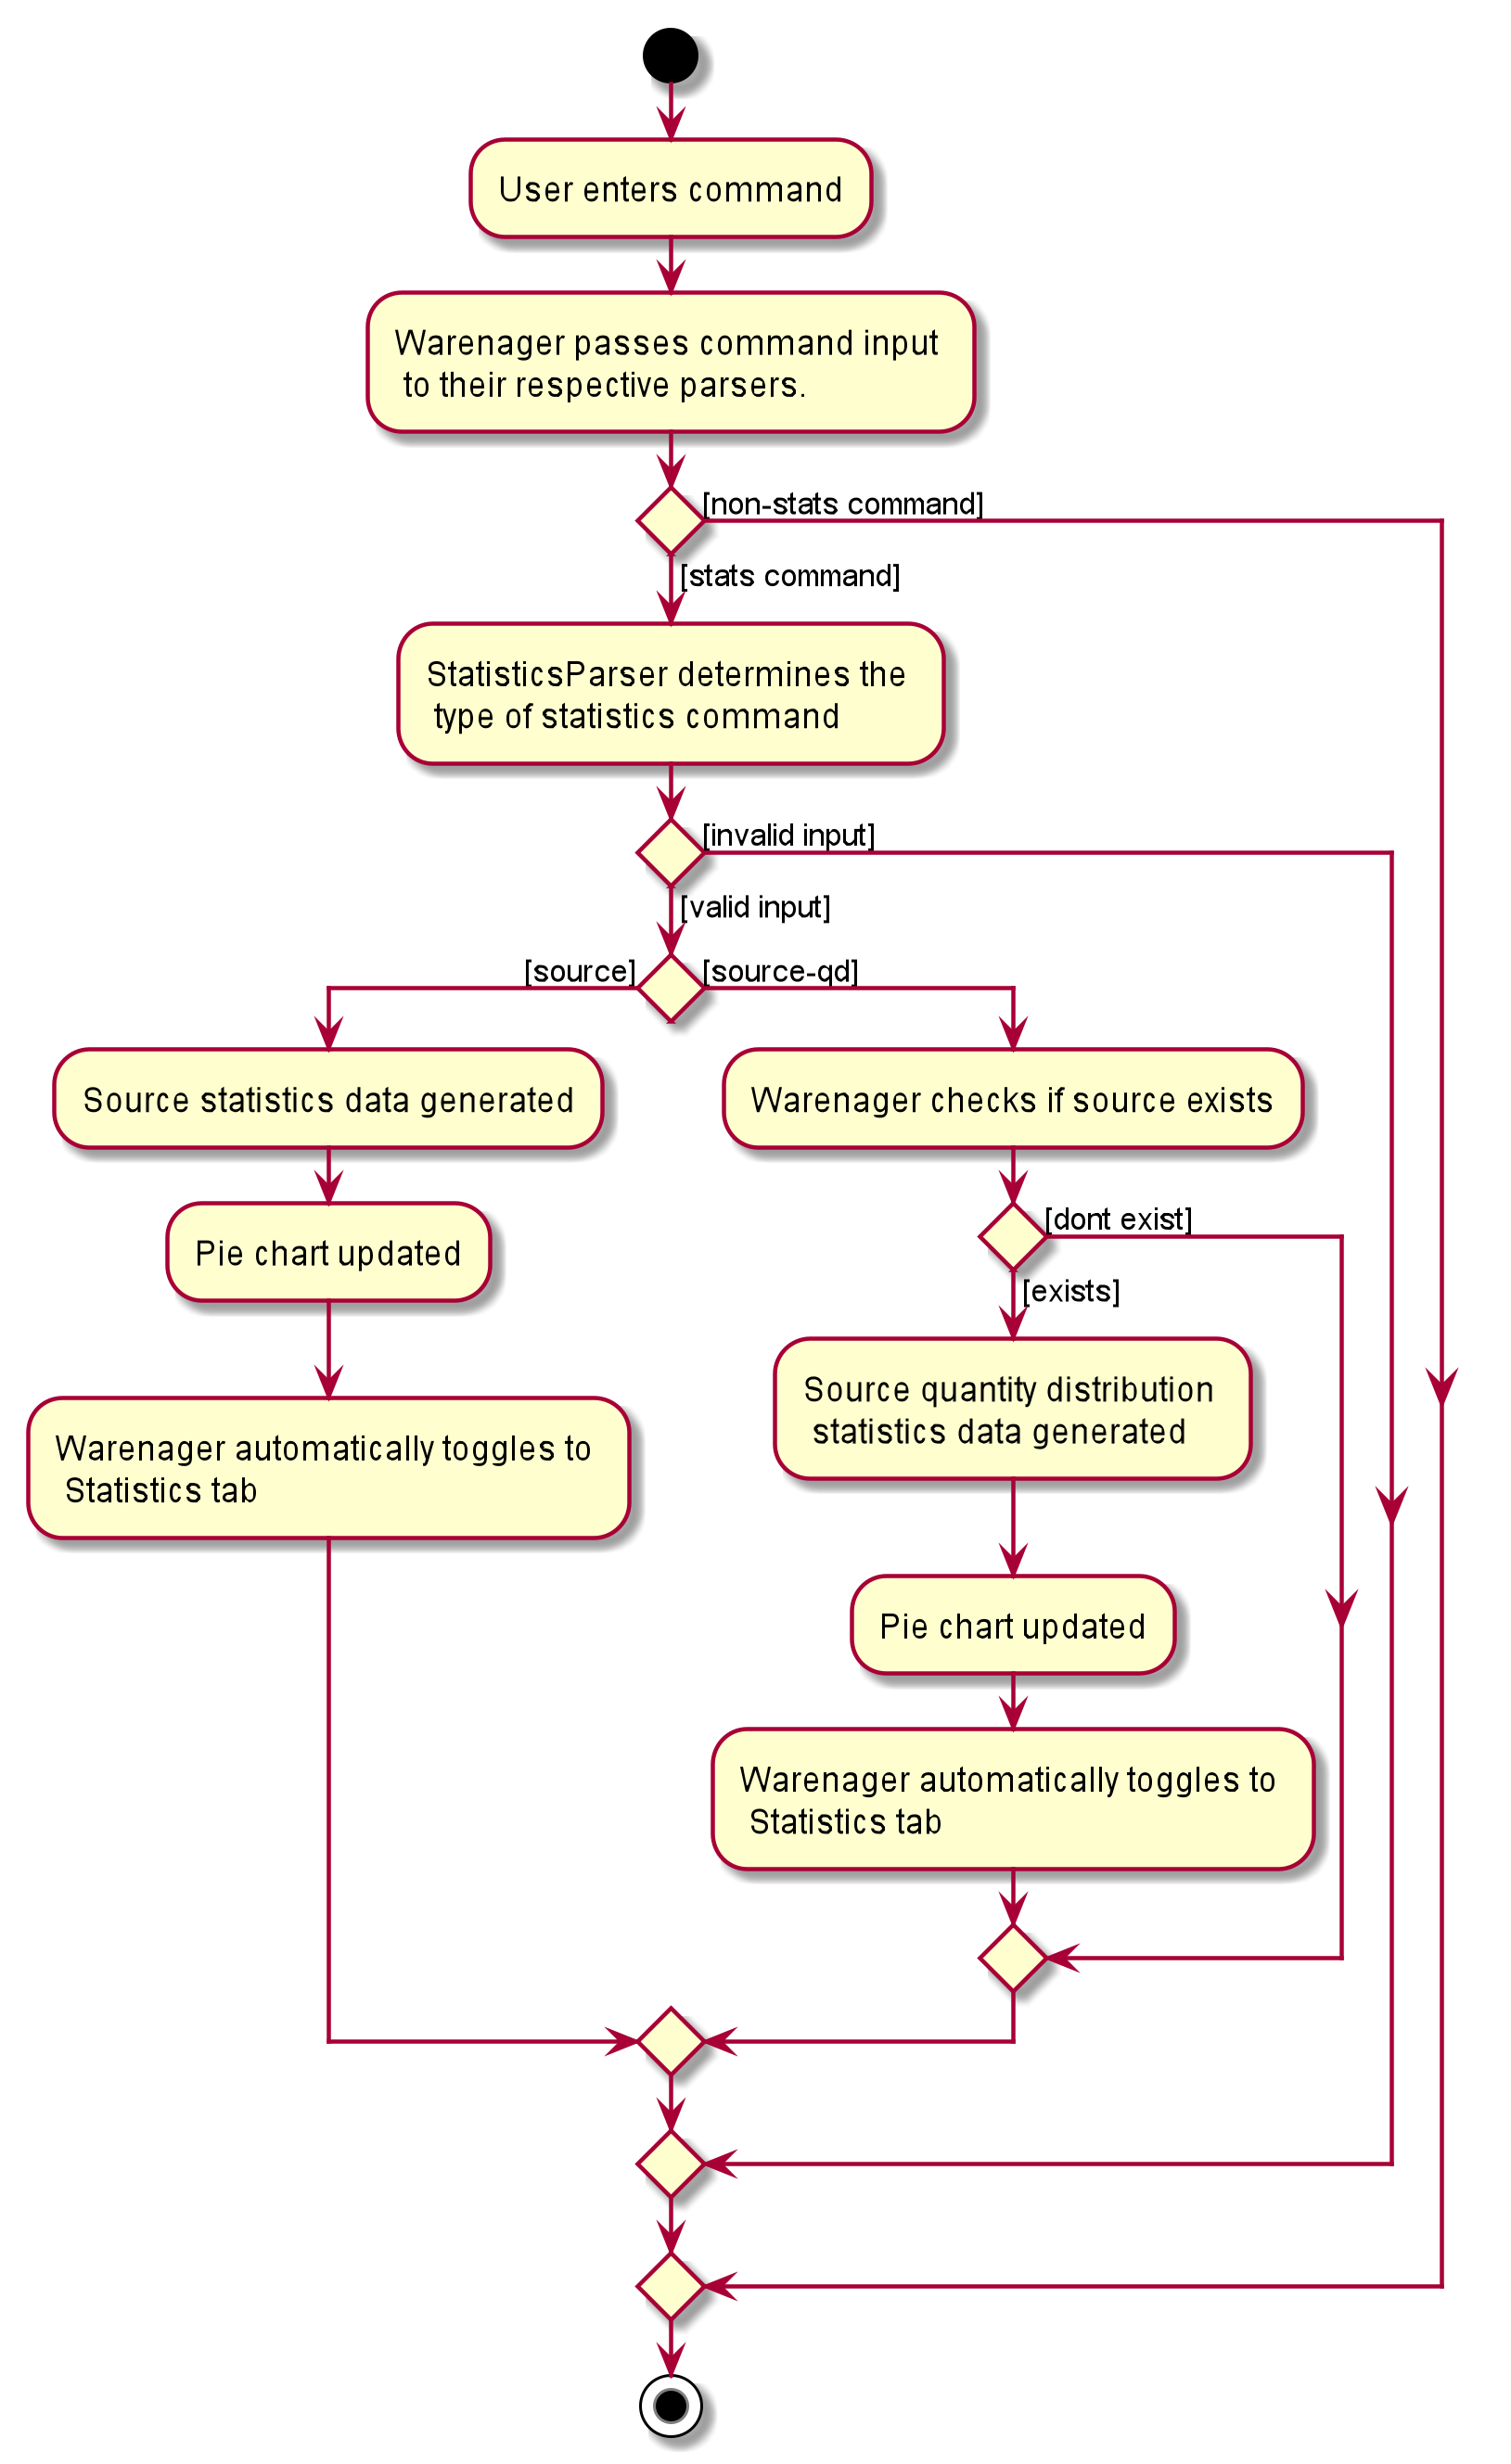 User enters command
Warenager passes command input
to their respective parsers.
[non-stats command]
[stats command]
StatisticsParser determines the
type of statistics command
[invalid input]
[valid input]
[source]
[source-qd]
Source statistics data generated
Warenager checks if source exists
Pie chart updated
[dont exist]
[exists]
Warenager automatically toggles to
Statistics tab
Source quantity distribution
statistics data generated
Pie chart updated
Warenager automatically toggles to
Statistics tab